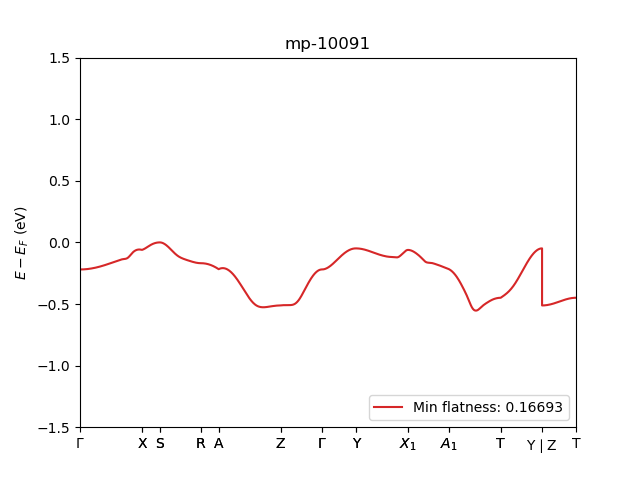 mp-10091
E − E_F (eV)
1.5
1.0
0.5
0.0
−0.5
−1.0
−1.5
Min flatness: 0.16693
Γ X S R A Z Γ Y X₁ A₁ T Y | Z T